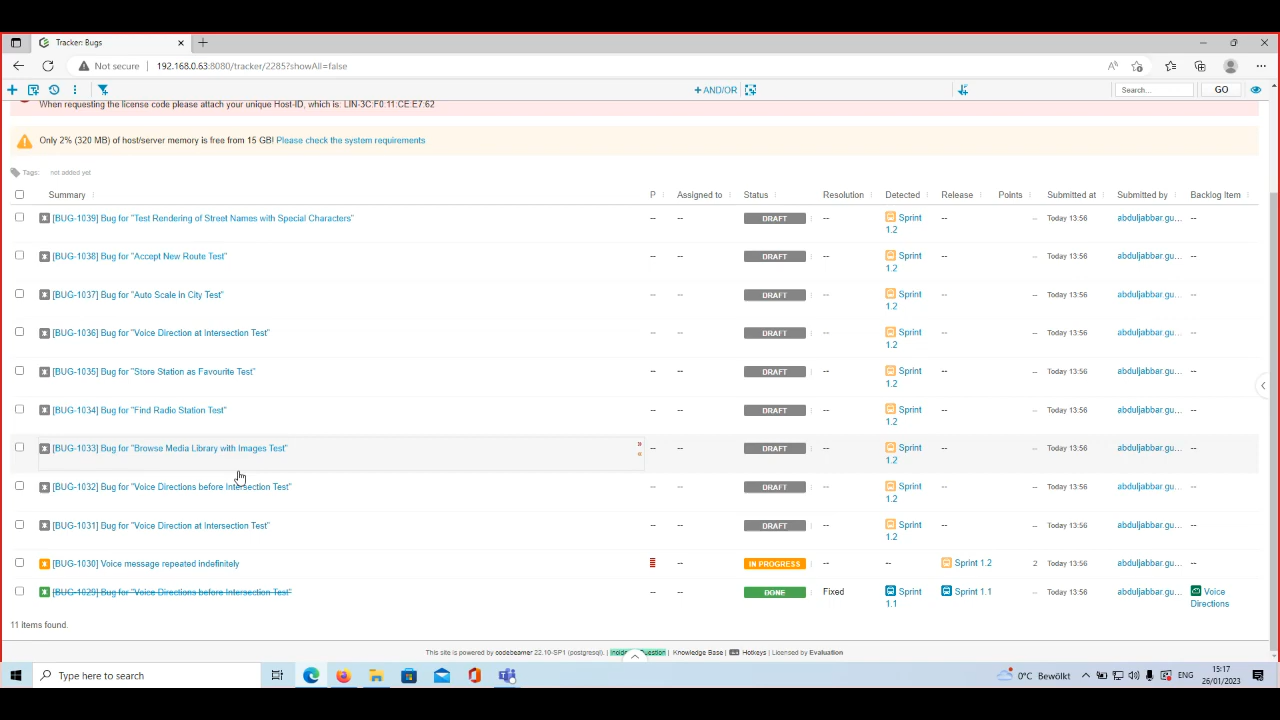 Tracker: Bugs
Not secure 192.168.0.63:8080/tracker/2285?showAll=false
+ AND/OR Search... GO
When requesting the license code please attach your unique Host-ID, which is: LIN-3C:F0:11:CE:E7:62
Only 2% (320 MB) of host/server memory is free from 15 GB! Please check the system requirements
Tags: not added yet
Summary P Assigned to Status Resolution Detected Release Points Submitted at Submitted by Backlog Item
[BUG-1039] Bug for "Test Rendering of Street Names with Special Characters" -- -- DRAFT -- Sprint 1.2 -- -- Today 13:56 abduljabbar.gu... --
[BUG-1038] Bug for "Accept New Route Test" -- -- DRAFT -- Sprint 1.2 -- -- Today 13:56 abduljabbar.gu... --
[BUG-1037] Bug for "Auto Scale in City Test" -- -- DRAFT -- Sprint 1.2 -- -- Today 13:56 abduljabbar.gu... --
[BUG-1036] Bug for "Voice Direction at Intersection Test" -- -- DRAFT -- Sprint 1.2 -- -- Today 13:56 abduljabbar.gu... --
[BUG-1035] Bug for "Store Station as Favourite Test" -- -- DRAFT -- Sprint 1.2 -- -- Today 13:56 abduljabbar.gu... --
[BUG-1034] Bug for "Find Radio Station Test" -- -- DRAFT -- Sprint 1.2 -- -- Today 13:56 abduljabbar.gu... --
[BUG-1033] Bug for "Browse Media Library with Images Test" -- -- DRAFT -- Sprint 1.2 -- -- Today 13:56 abduljabbar.gu... --
[BUG-1032] Bug for "Voice Directions before Intersection Test" -- -- DRAFT -- Sprint 1.2 -- -- Today 13:56 abduljabbar.gu... --
[BUG-1031] Bug for "Voice Direction at Intersection Test" -- -- DRAFT -- Sprint 1.2 -- -- Today 13:56 abduljabbar.gu... --
[BUG-1030] Voice message repeated indefinitely -- IN PROGRESS -- -- Sprint 1.2 2 Today 13:56 abduljabbar.gu... --
[BUG-1029] Bug for "Voice Directions before Intersection Test" -- -- DONE Fixed Sprint 1.1 Sprint 1.1 -- Today 13:56 abduljabbar.gu... Voice Directions
11 items found.
This site is powered by codebeamer 22.10-SP1 (postgresql). | Knowledge Base | Hotkeys | Licensed by Evaluation
Type here to search 0°C Bewölkt ENG 15:17
26/01/2023